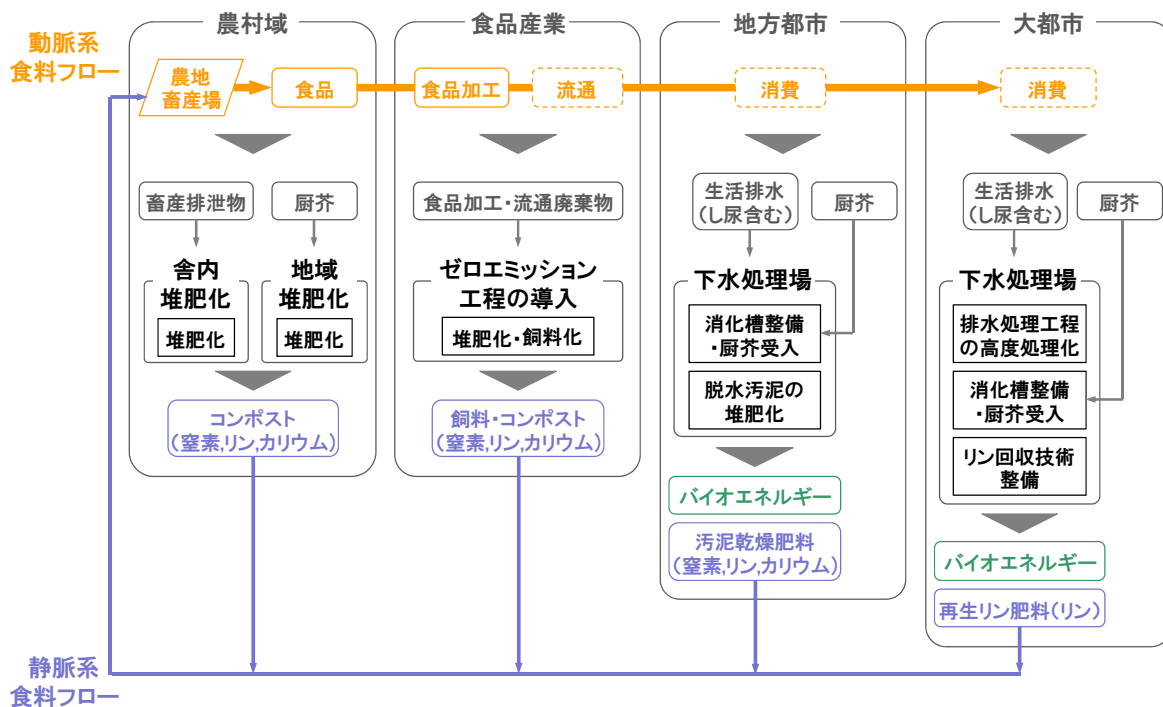 農村域
食品産業
地方都市
大都市
動脈系
食料フロー
農地
畜産場
食品
食品加工
流通
消費
消費
畜産排泄物
厨芥
食品加工・流通廃棄物
生活排水
(し尿含む)
厨芥
生活排水
(し尿含む)
厨芥
舎内
堆肥化
堆肥化
地域
堆肥化
堆肥化
ゼロエミッション
工程の導入
堆肥化・飼料化
下水処理場
消化槽整備
・厨芥受入
脱水汚泥の
堆肥化
下水処理場
排水処理工程
の高度処理化
消化槽整備
・厨芥受入
リン回収技術
整備
コンポスト
(窒素,リン,カリウム)
飼料・コンポスト
(窒素,リン,カリウム)
バイオエネルギー
汚泥乾燥肥料
(窒素,リン,カリウム)
バイオエネルギー
再生リン肥料(リン)
静脈系
食料フロー